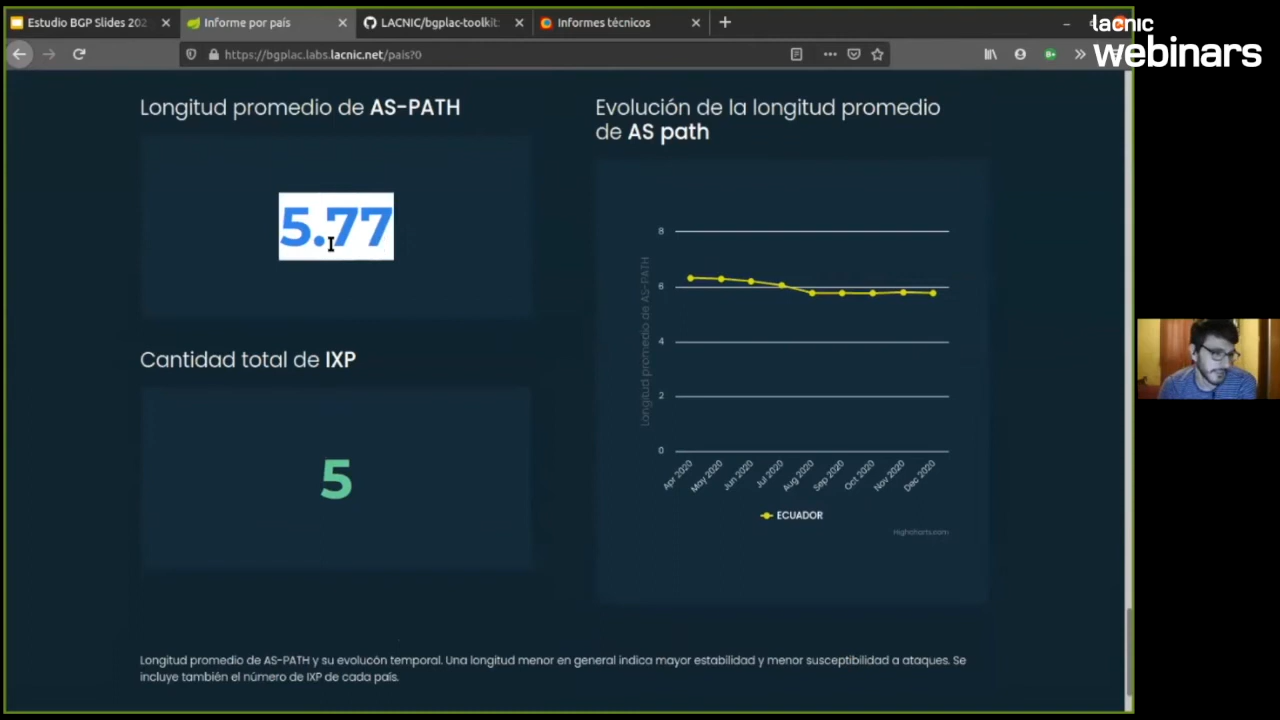 Estudio BGP Slides 202
Informe por país
LACNIC/bgplac-toolkit:
Informes técnicos
https://bgplac.labs.lacnic.net/pais?0
lacnic
webinars
Longitud promedio de AS-PATH
5.77
Cantidad total de IXP
5
Evolución de la longitud promedio
de AS path
Longitud promedio de AS-PATH
8
6
4
2
0
Apr 2020
May 2020
Jun 2020
Jul 2020
Aug 2020
Sep 2020
Oct 2020
Nov 2020
Dec 2020
ECUADOR
Highcharts.com
Longitud promedio de AS-PATH y su evolucón temporal. Una longitud menor en general indica mayor estabilidad y menor susceptibilidad a ataques. Se
incluye también el número de IXP de cada país.